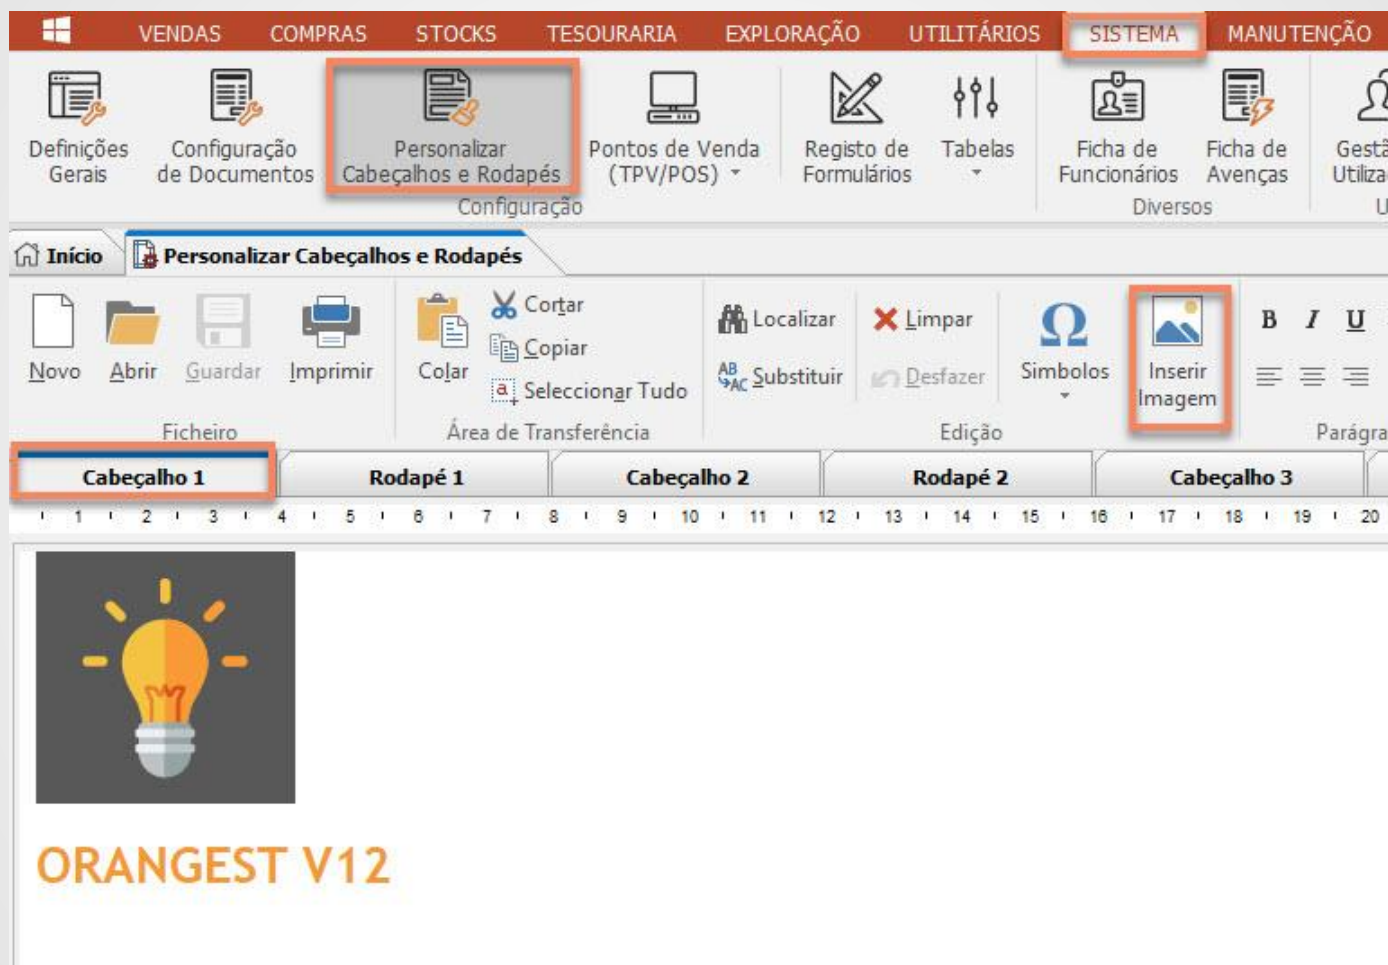 VENDAS COMPRAS STOCKS TESOURARIA EXPLORAÇÃO UTILITÁRIOS SISTEMA MANUTENÇÃO
Definições Gerais
Configuração de Documentos
Personalizar Cabeçalhos e Rodapés
Pontos de Venda (TPV/POS)
Registo de Formulários
Tabelas
Ficha de Funcionários
Ficha de Avenças
Configuração Diversos
Início Personalizar Cabeçalhos e Rodapés
Novo Abrir Guardar Imprimir
Colar
Cortar
Copiar
Seleccionar Tudo
Localizar
Substituir
Limpar
Desfazer
Simbolos
Inserir Imagem
B I U
Ficheiro Área de Transferência Edição
Cabeçalho 1 Rodapé 1 Cabeçalho 2 Rodapé 2 Cabeçalho 3
1 2 3 4 5 6 7 8 9 10 11 12 13 14 15 16 17 18 19 20
ORANGEST V12